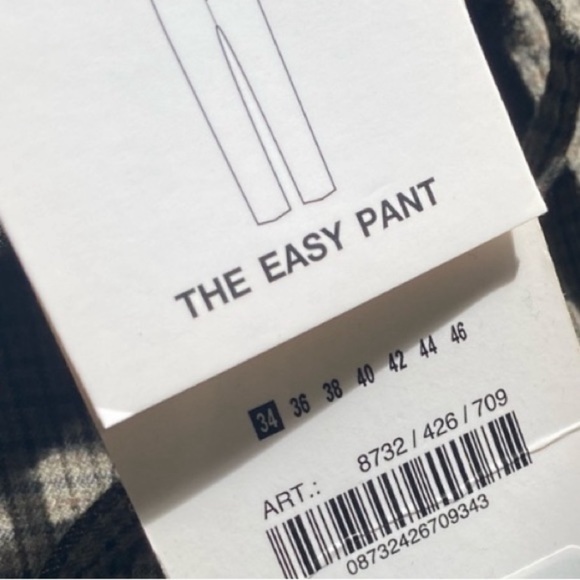 THE EASY PANT
34 36 38 40 42 44 46
ART.: 8732 / 426 / 709
08732426709343